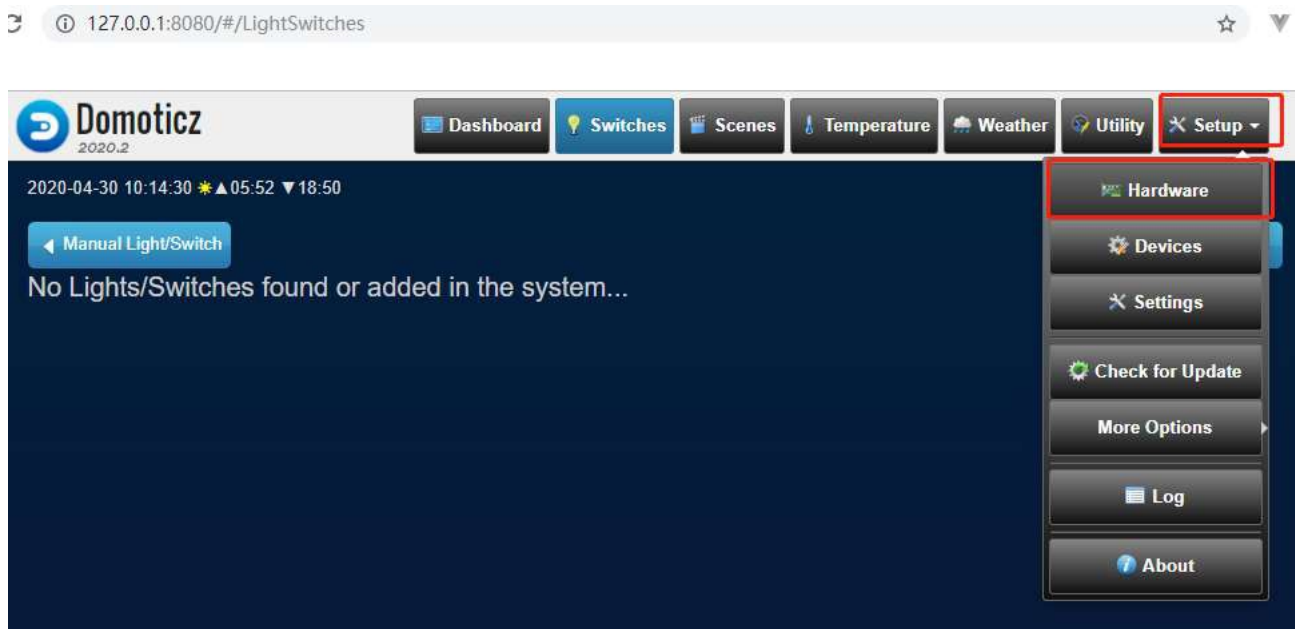 127.0.0.1:8080/#/LightSwitches
Domoticz
2020.2
Dashboard Switches Scenes Temperature Weather Utility Setup
2020-04-30 10:14:30 ☀▲05:52 ▼18:50
Manual Light/Switch
No Lights/Switches found or added in the system...
Hardware
Devices
Settings
Check for Update
More Options
Log
About